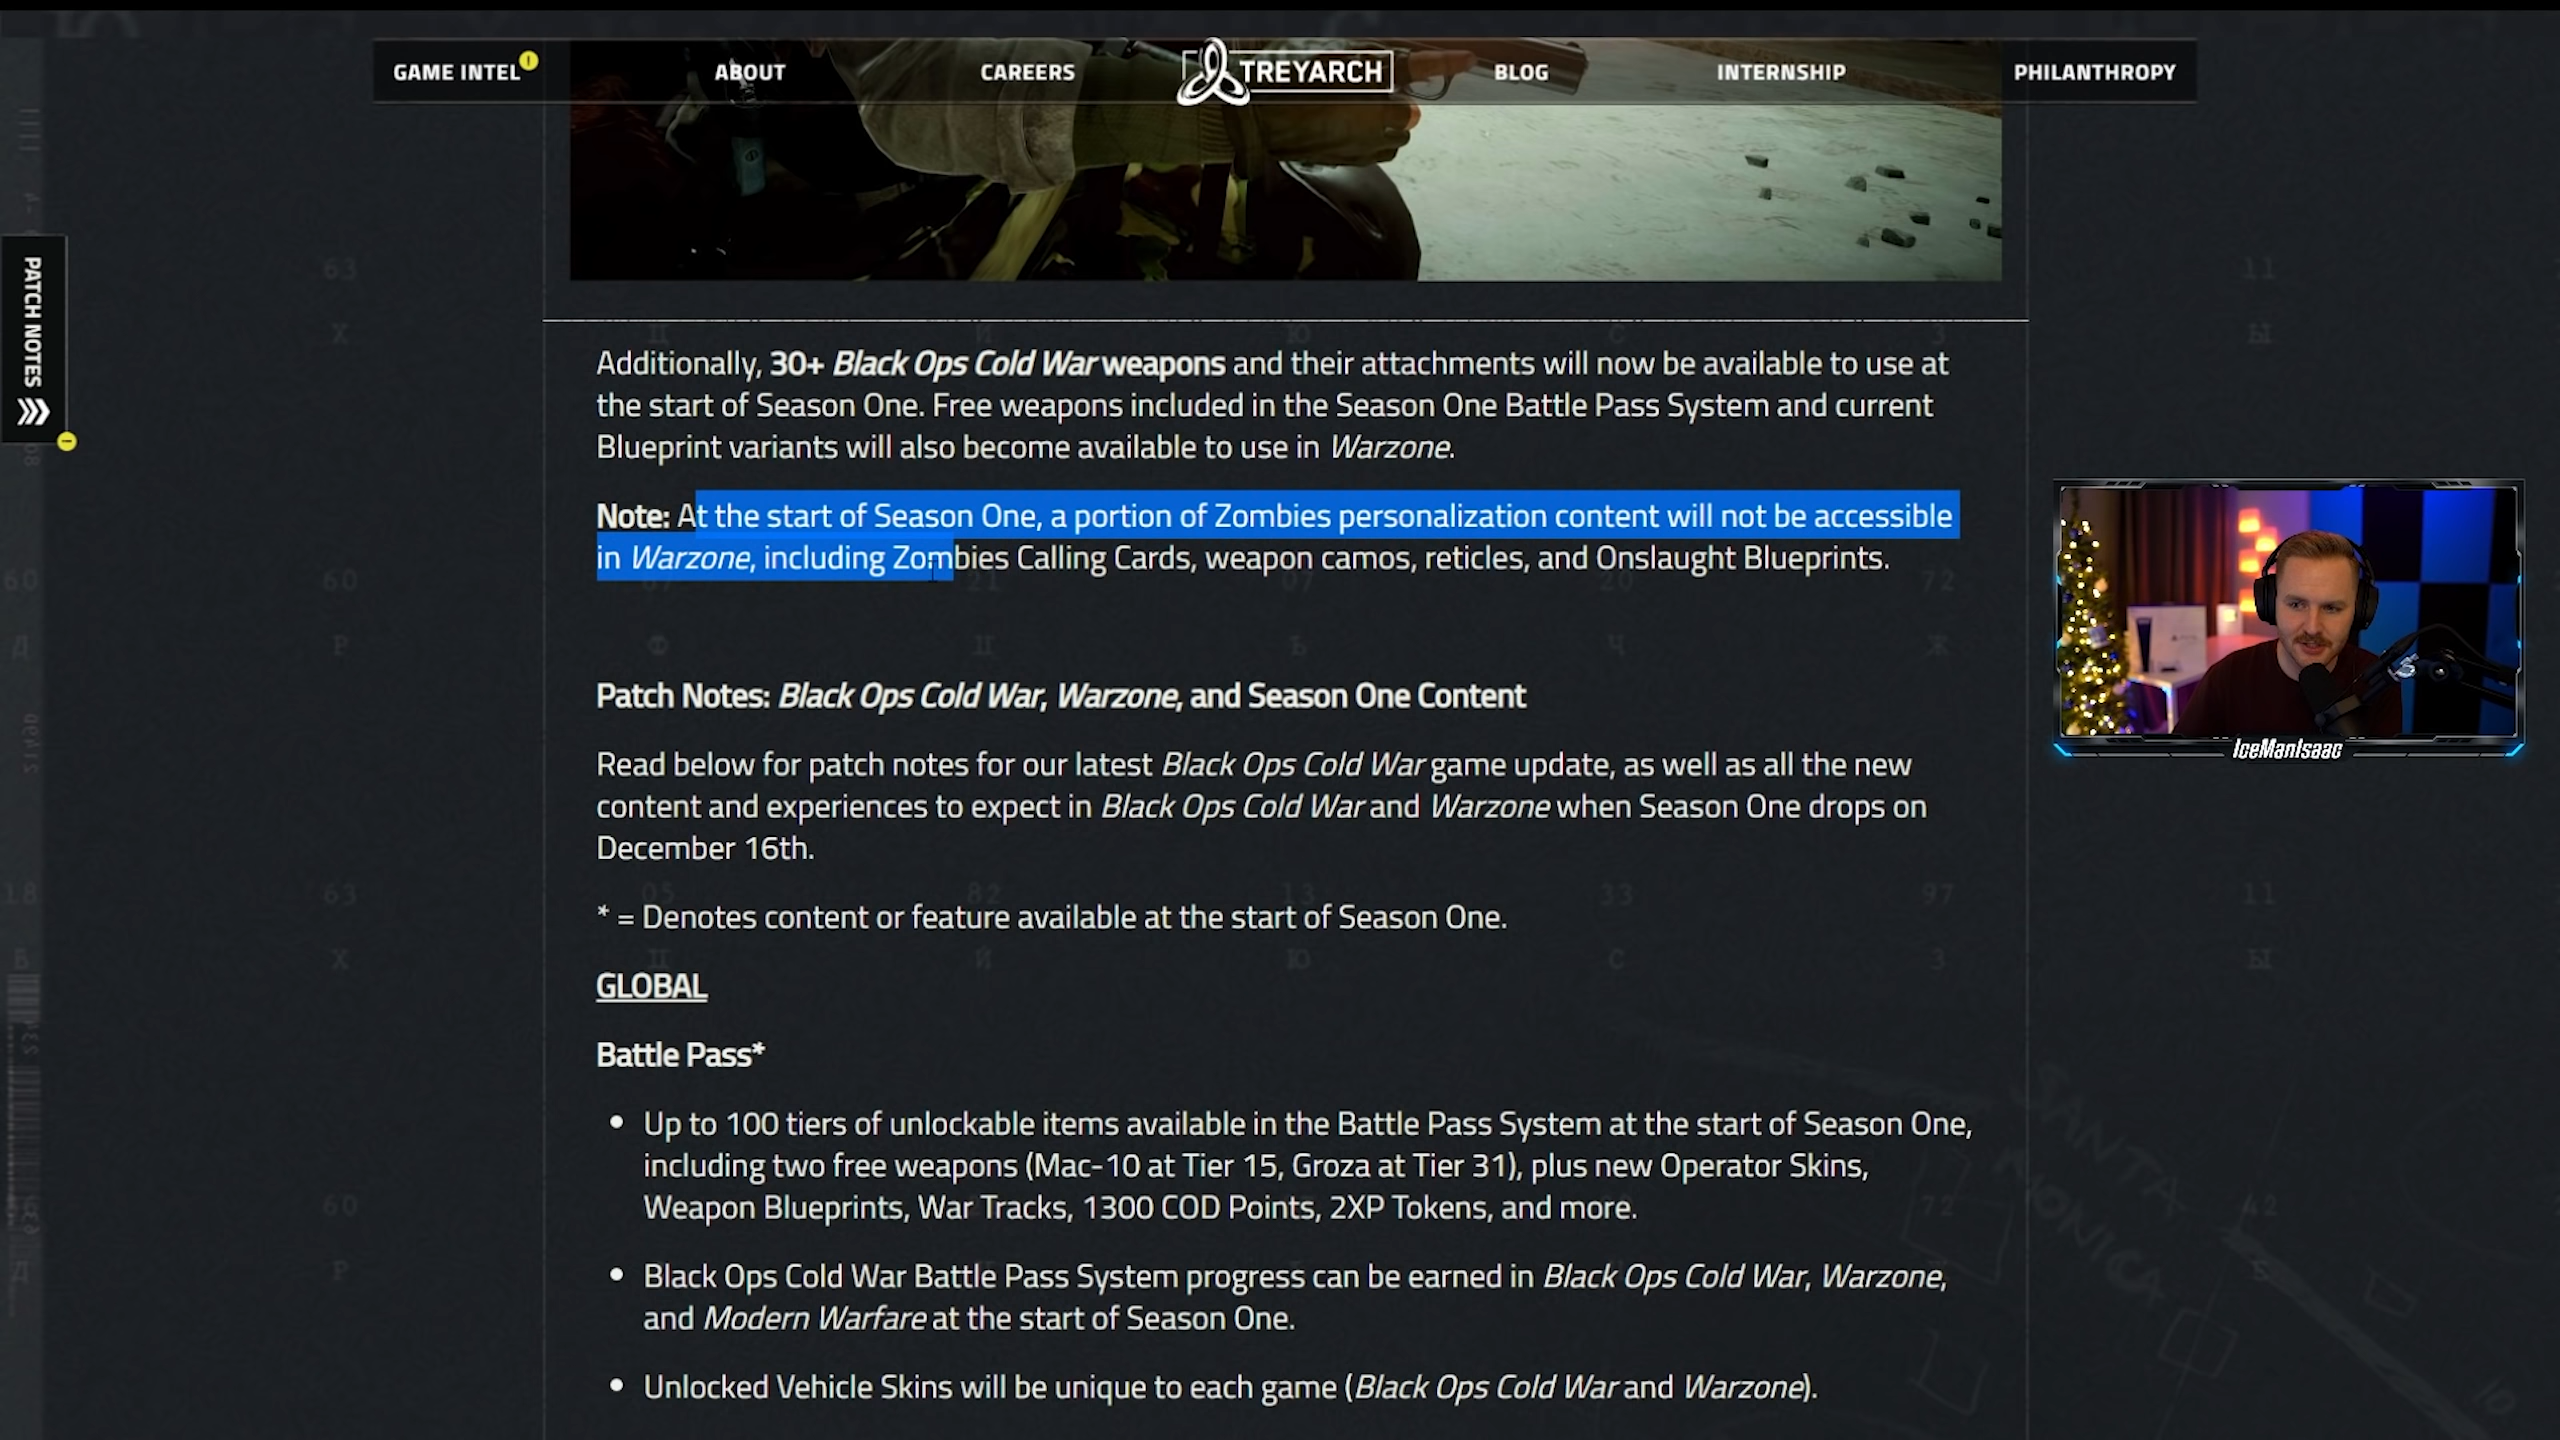 GAME INTEL
ABOUT
CAREERS
TREYARCH
BLOG
INTERNSHIP
PHILANTHROPY
PATCH NOTES
Additionally, 30+ Black Ops Cold War weapons and their attachments will now be available to use at
the start of Season One. Free weapons included in the Season One Battle Pass System and current
Blueprint variants will also become available to use in Warzone.
Note: At the start of Season One, a portion of Zombies personalization content will not be accessible
in Warzone, including Zombies Calling Cards, weapon camos, reticles, and Onslaught Blueprints.
IceManIsaac
Patch Notes: Black Ops Cold War, Warzone, and Season One Content
Read below for patch notes for our latest Black Ops Cold War game update, as well as all the new
content and experiences to expect in Black Ops Cold War and Warzone when Season One drops on
December 16th.
* = Denotes content or feature available at the start of Season One.
GLOBAL
Battle Pass*
• Up to 100 tiers of unlockable items available in the Battle Pass System at the start of Season One,
including two free weapons (Mac-10 at Tier 15, Groza at Tier 31), plus new Operator Skins,
Weapon Blueprints, War Tracks, 1300 COD Points, 2XP Tokens, and more.
• Black Ops Cold War Battle Pass System progress can be earned in Black Ops Cold War, Warzone,
and Modern Warfare at the start of Season One.
• Unlocked Vehicle Skins will be unique to each game (Black Ops Cold War and Warzone).
SANTA
MONICA